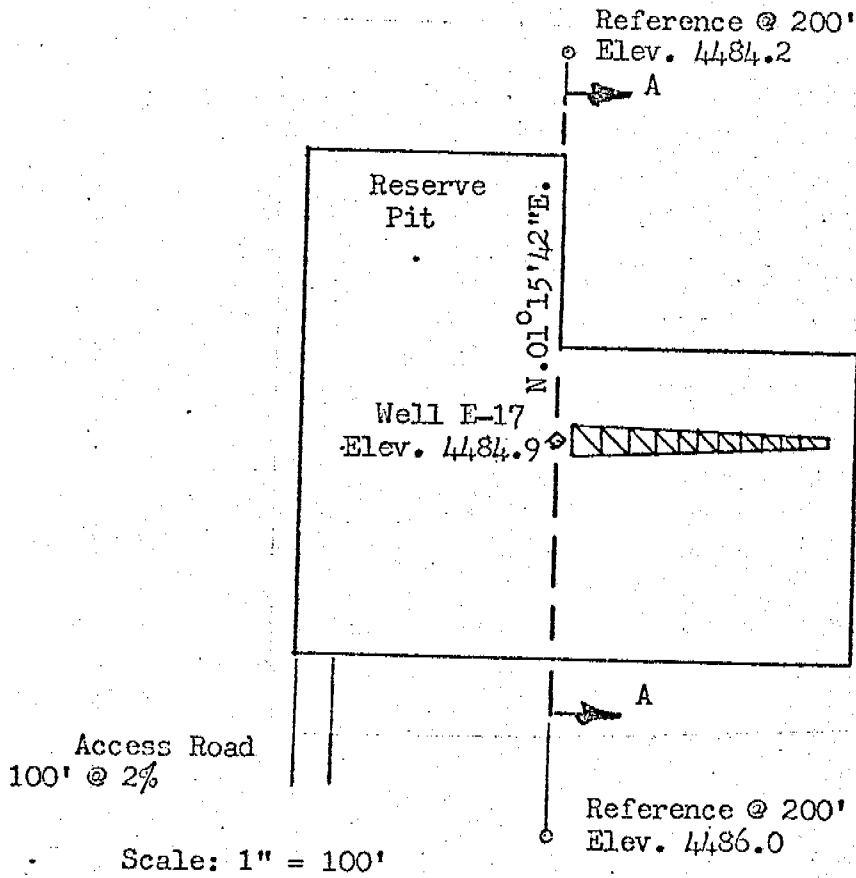 Reference @ 200'
Elev. 4484.2
A
Reserve
Pit
N.01°15'42"E.
Well E-17
Elev. 4484.9
A
Access Road
100' @ 2%
Reference @ 200'
Elev. 4486.0
Scale: 1" = 100'